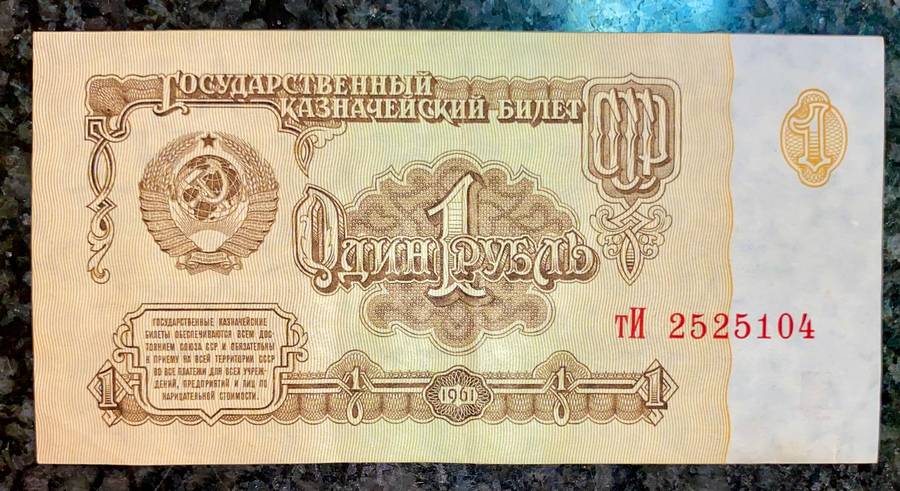 ГОСУДАРСТВЕННЫЙ
КАЗНАЧЕЙСКИЙ БИЛЕТ
СССР
1
1
ОДИН РУБЛЬ
тИ 2525104
ГОСУДАРСТВЕННЫЕ КАЗНАЧЕЙСКИЕ
БИЛЕТЫ ОБЕСПЕЧИВАЮТСЯ ВСЕМ ДОС-
ТОЯНИЕМ СОЮЗА ССР И ОБЯЗАТЕЛЬНЫ
К ПРИЕМУ НА ВСЕЙ ТЕРРИТОРИИ СССР
ВО ВСЕ ПЛАТЕЖИ ДЛЯ ВСЕХ УЧРЕЖ-
ДЕНИЙ, ПРЕДПРИЯТИЙ И ЛИЦ ПО
НАРИЦАТЕЛЬНОЙ СТОИМОСТИ.
1 1 1961 1 1